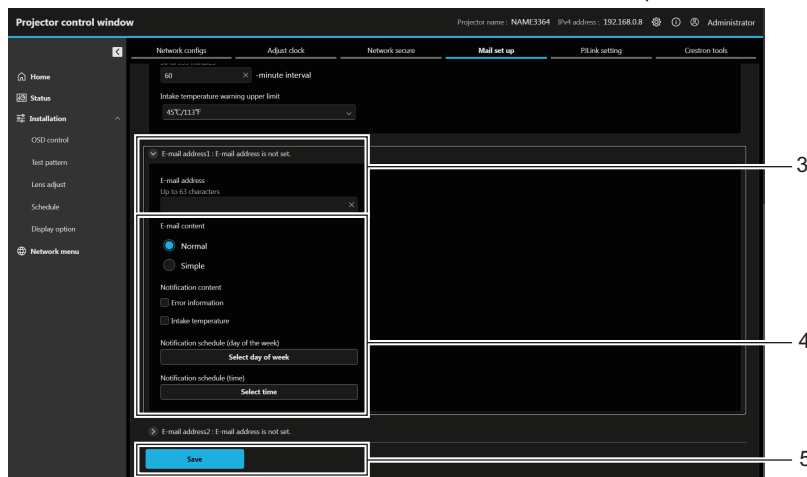 Projector control window
Projector name : NAME3364 IPv4 address : 192.168.0.8 Administrator
Network configs Adjust clock Network secure Mail set up PJLink setting Crestron tools
Home
Status
Installation
OSD control
Test pattern
Lens adjust
Schedule
Display option
Network menu
60 × -minute interval
Intake temperature warning upper limit
45℃/113℉
E-mail address1 : E-mail address is not set.
E-mail address
Up to 63 characters
×
E-mail content
Normal
Simple
Notification content
Error information
Intake temperature
Notification schedule (day of the week)
Select day of week
Notification schedule (time)
Select time
E-mail address2 : E-mail address is not set.
Save
3
4
5